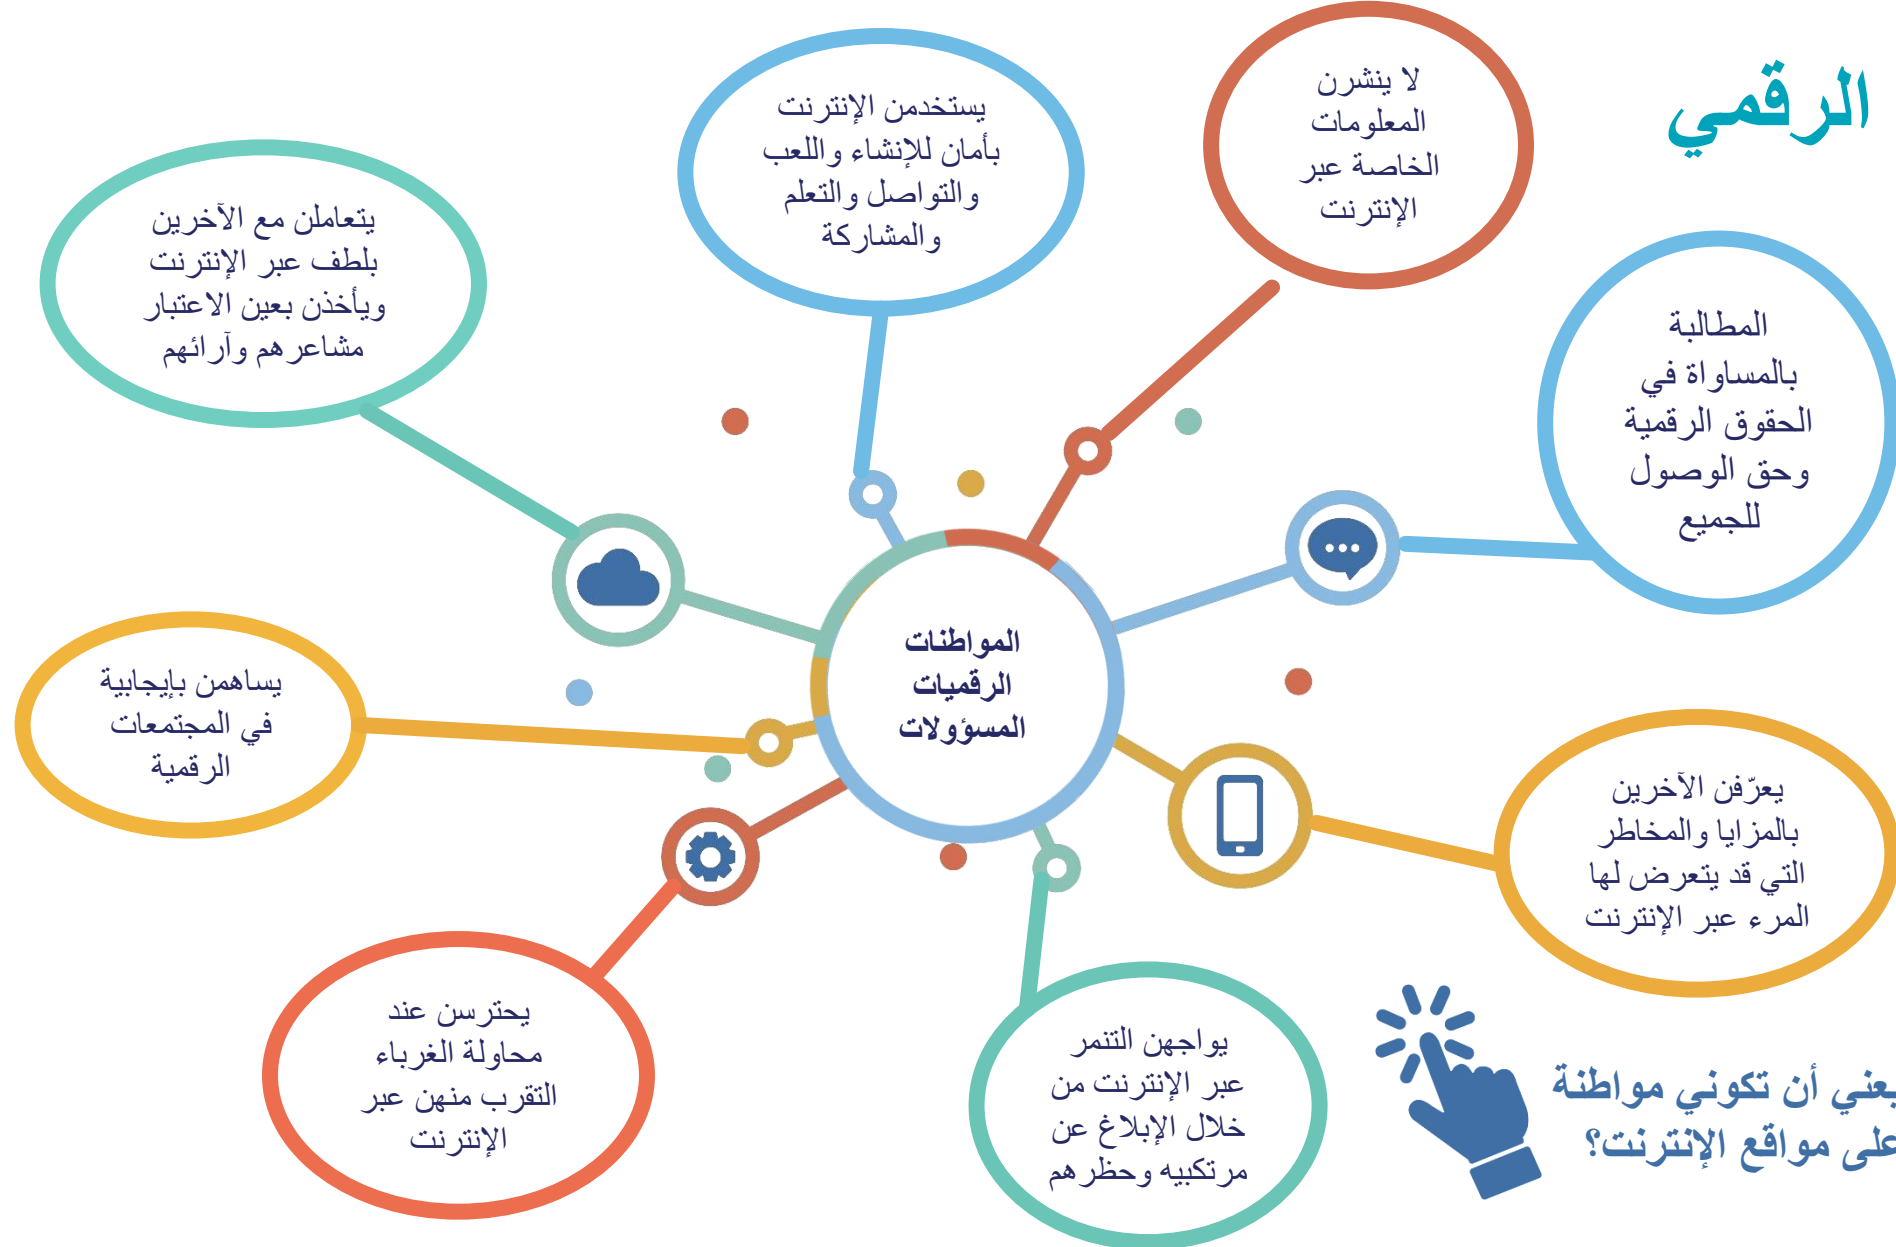 الرقمي
لا ينشرن
المعلومات
الخاصة عبر
الإنترنت
يستخدمن الإنترنت
بأمان للإنشاء واللعب
والتواصل والتعلم
والمشاركة
يتعاملن مع الآخرين
بلطف عبر الإنترنت
ويأخذن بعين الاعتبار
مشاعرهم وآرائهم
المطالبة
بالمساواة في
الحقوق الرقمية
وحق الوصول
للجميع
المواطنات
الرقميات
المسؤولات
يساهمن بإيجابية
في المجتمعات
الرقمية
يعرّفن الآخرين
بالمزايا والمخاطر
التي قد يتعرض لها
المرء عبر الإنترنت
يحترسن عند
محاولة الغرباء
التقرب منهن عبر
الإنترنت
يواجهن التنمر
عبر الإنترنت من
خلال الإبلاغ عن
مرتكبيه وحظرهم
يعني أن تكوني مواطنة
على مواقع الإنترنت؟